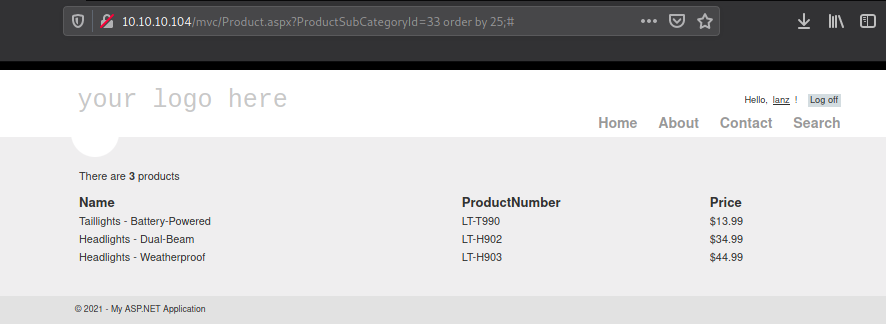 10.10.10.104/mvc/Product.aspx?ProductSubCategoryId=33 order by 25;#
your logo here
Hello, lanz ! Log off
Home About Contact Search
There are 3 products
Name ProductNumber Price
Taillights - Battery-Powered LT-T990 $13.99
Headlights - Dual-Beam LT-H902 $34.99
Headlights - Weatherproof LT-H903 $44.99
© 2021 - My ASP.NET Application